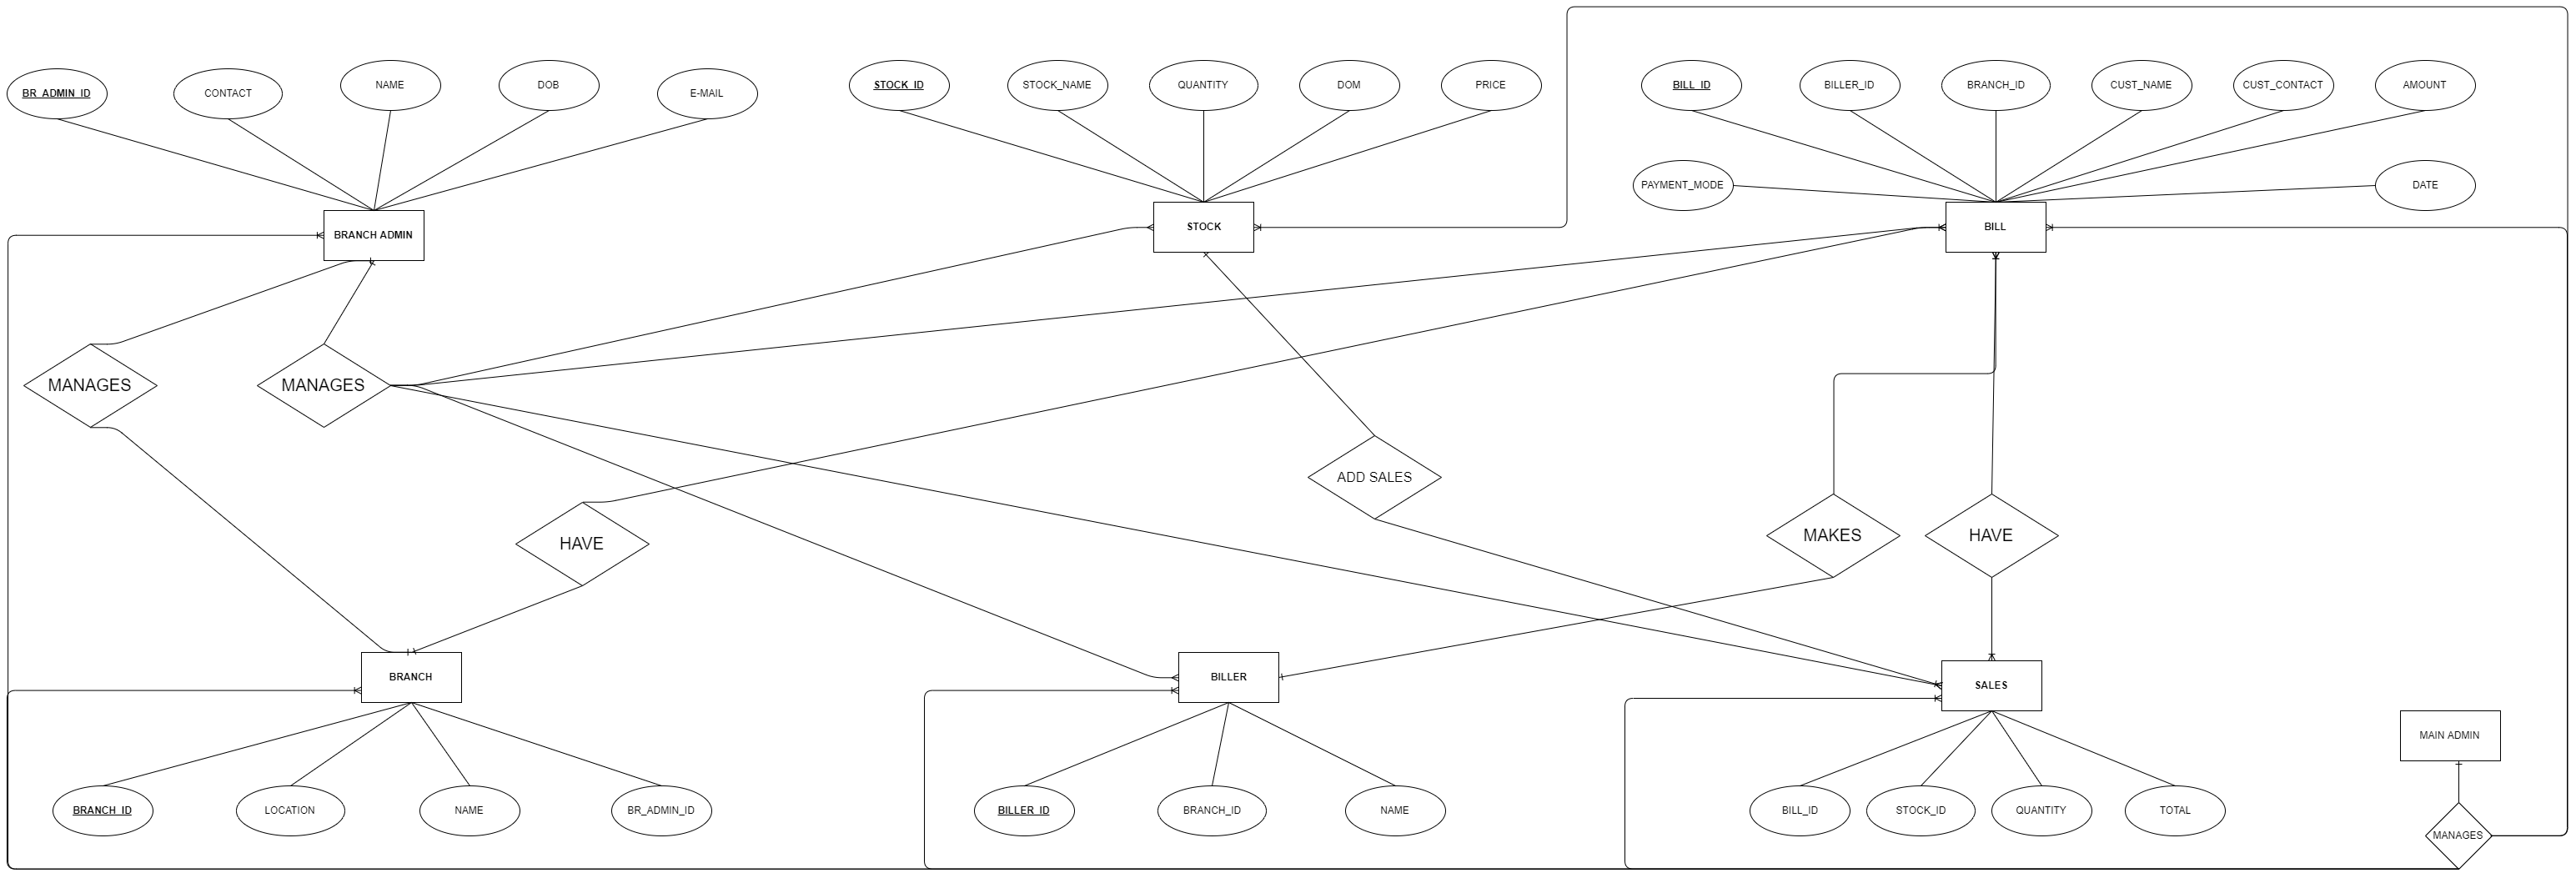 BR_ADMIN_ID
CONTACT
NAME
DOB
E-MAIL
STOCK_ID
STOCK_NAME
QUANTITY
DOM
PRICE
BILL_ID
BILLER_ID
BRANCH_ID
CUST_NAME
CUST_CONTACT
AMOUNT
PAYMENT_MODE
DATE
BRANCH ADMIN
STOCK
BILL
MANAGES
MANAGES
ADD SALES
HAVE
MAKES
HAVE
BRANCH
BILLER
SALES
MAIN ADMIN
BRANCH_ID
LOCATION
NAME
BR_ADMIN_ID
BILLER_ID
BRANCH_ID
NAME
BILL_ID
STOCK_ID
QUANTITY
TOTAL
MANAGES